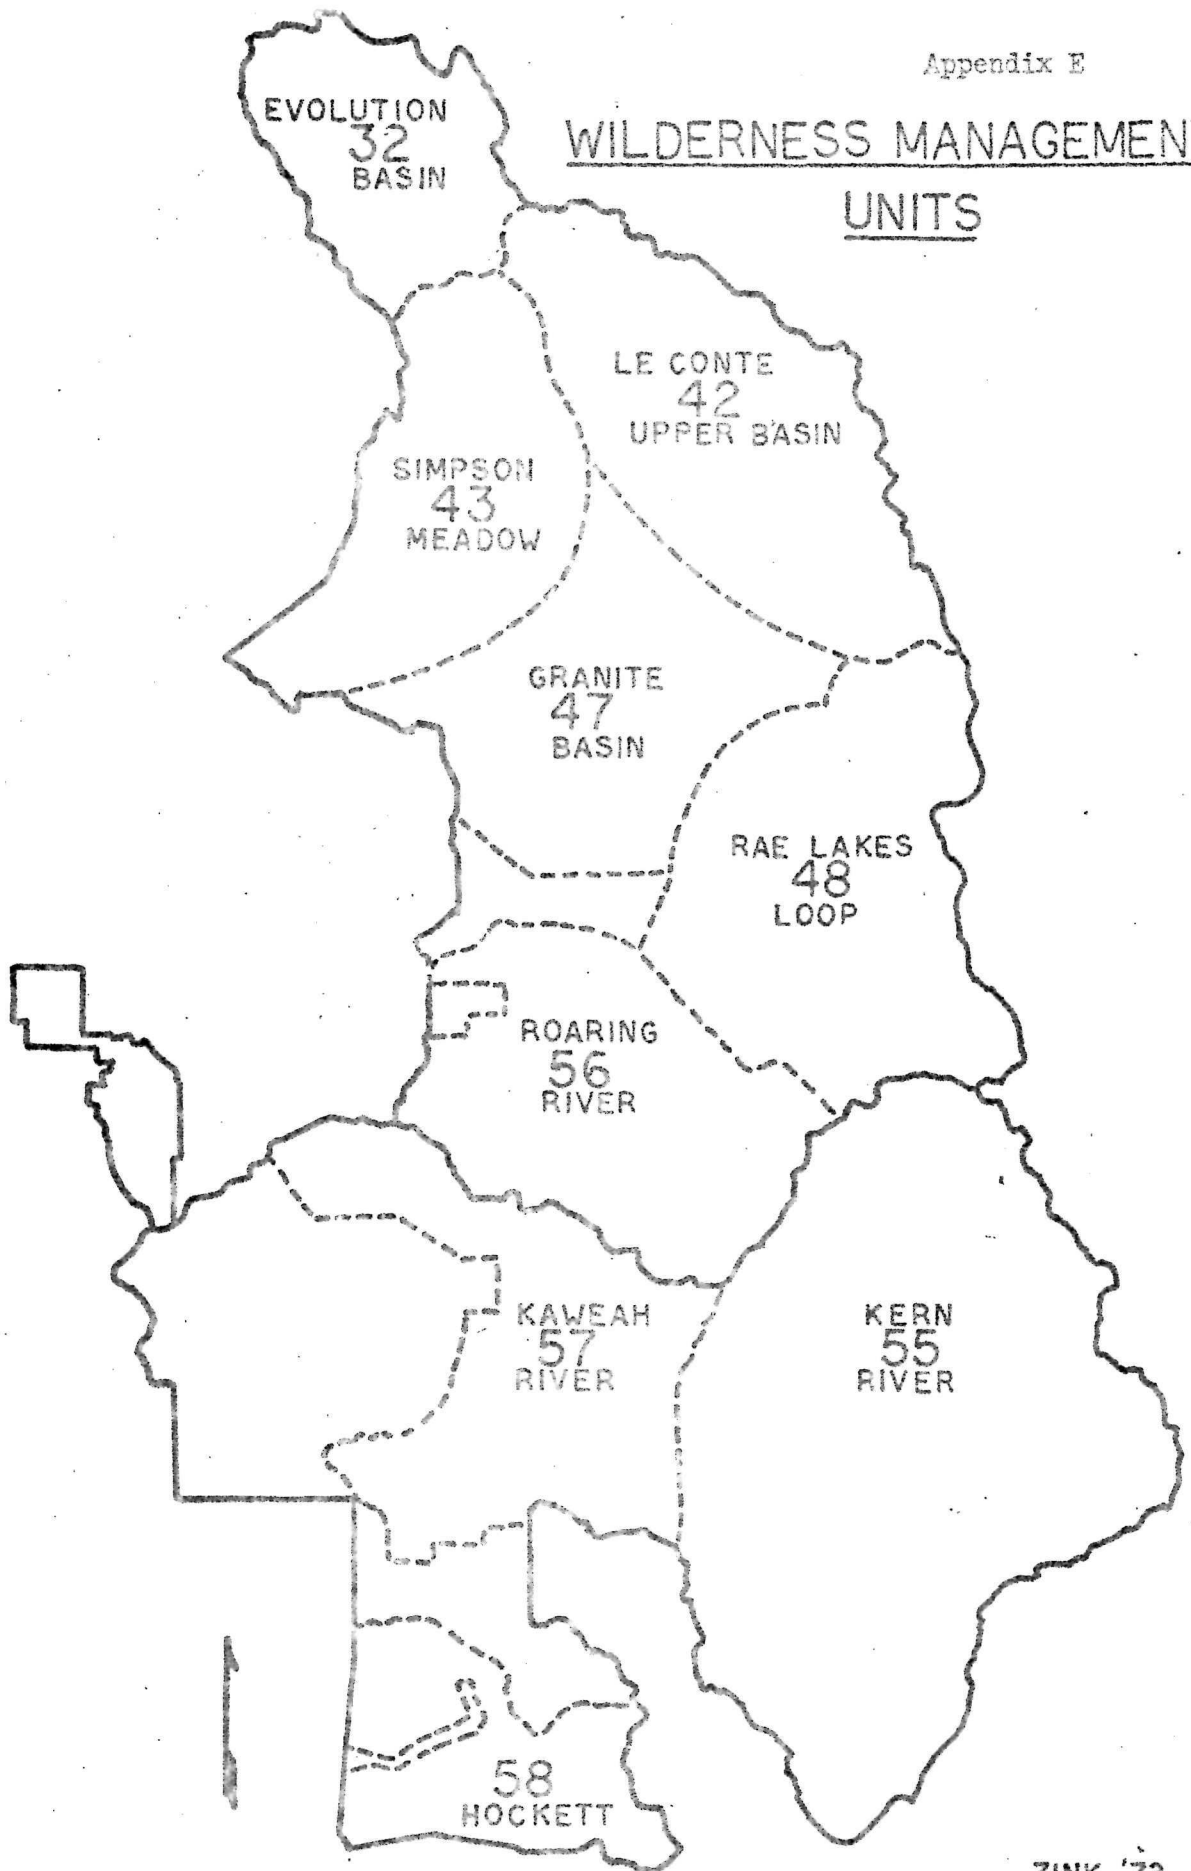 Appendix E
WILDERNESS MANAGEMEN
UNITS
EVOLUTION
32
BASIN
LE CONTE
42
UPPER BASIN
SIMPSON
43
MEADOW
GRANITE
47
BASIN
RAE LAKES
48
LOOP
ROARING
56
RIVER
KAWEAH
57
RIVER
KERN
55
RIVER
58
HOCKETT
ZINK